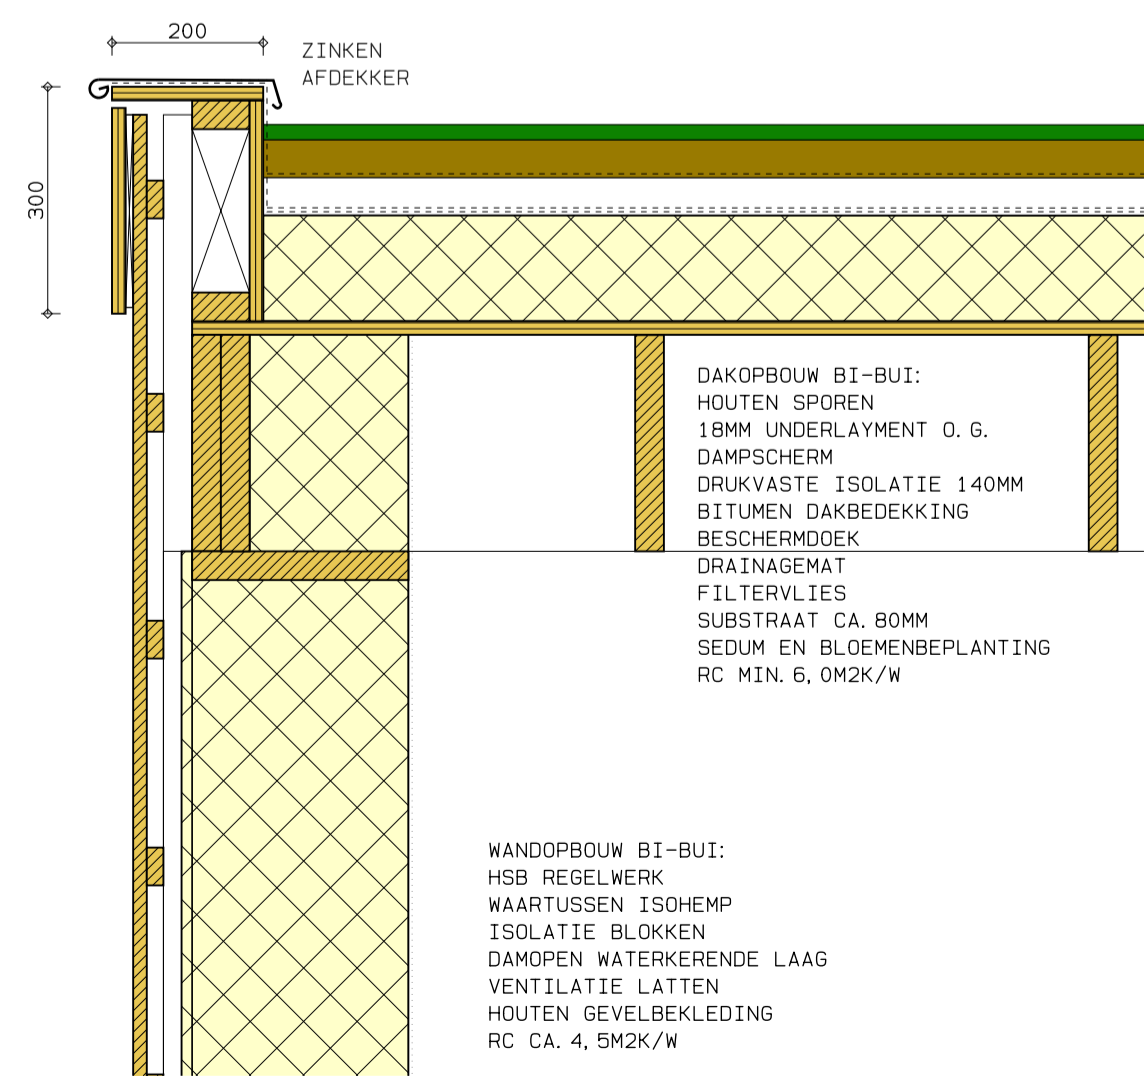 200
ZINKEN
AFDEKKER
300
DAKOPBOUW BI-BUI:
HOUTEN SPOREN
18MM UNDERLAYMENT O.G.
DAMPSCHERM
DRUKVASTE ISOLATIE 140MM
BITUMEN DAKBEDEKKING
BESCHERMDOEK
DRAINAGEMAT
FILTERVLIES
SUBSTRAAT CA. 80MM
SEDUM EN BLOEMENBEPLANTING
RC MIN. 6,0M2K/W
WANDOPBOUW BI-BUI:
HSB REGELWERK
WAARTUSSEN ISOHEMP
ISOLATIE BLOKKEN
DAMOPEN WATERKERENDE LAAG
VENTILATIE LATTEN
HOUTEN GEVELBEKLEDING
RC CA. 4,5M2K/W